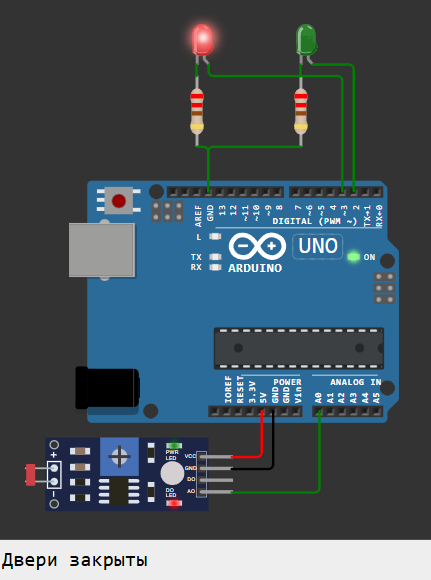 AREF
GND
13
12
~11
~10
~9
8
7
~6
~5
4
~3
2
TX→1
RX←0
DIGITAL (PWM ~)
L
UNO
TX
RX
ON
ARDUINO
IOREF
RESET
3.3V
5V
GND
GND
Vin
A0
A1
A2
A3
A4
A5
POWER
ANALOG IN
PWR
LED
VCC
GND
DO
AO
DO
LED
Двери закрыты